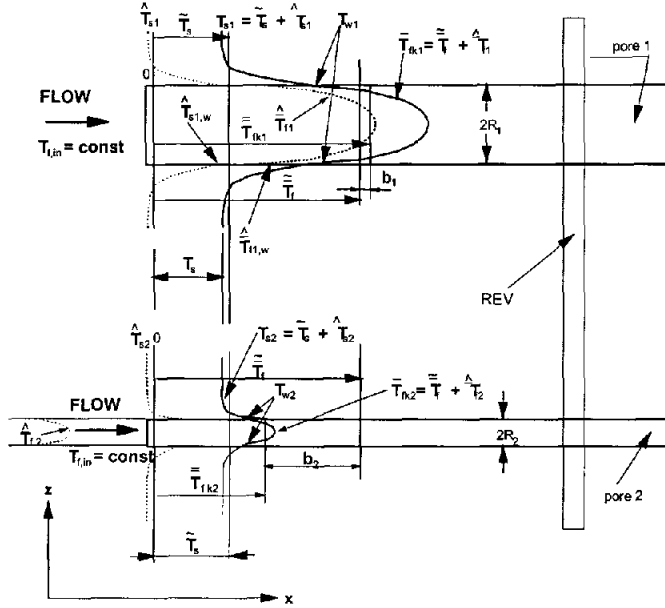 T̂s1
T̃s
Ts1 = T̃s + T̂s1
Tw1
T̿fk1 = T̿̃f + T̂̄1
pore 1
0
FLOW
Tf,in = const
T̂s1,w
T̂̄f1
T̿fk1
2R1
b1
T̿̃f
T̂̄f1,w
Ts
REV
T̂s2
0
Ts2 = T̃s + T̂s2
T̿̃f
Tw2
T̿fk2 = T̿̃f + T̂̄2
FLOW
T̂f2
Tf,in = const
2R2
b2
T̿fk2
pore 2
z
T̃s
x